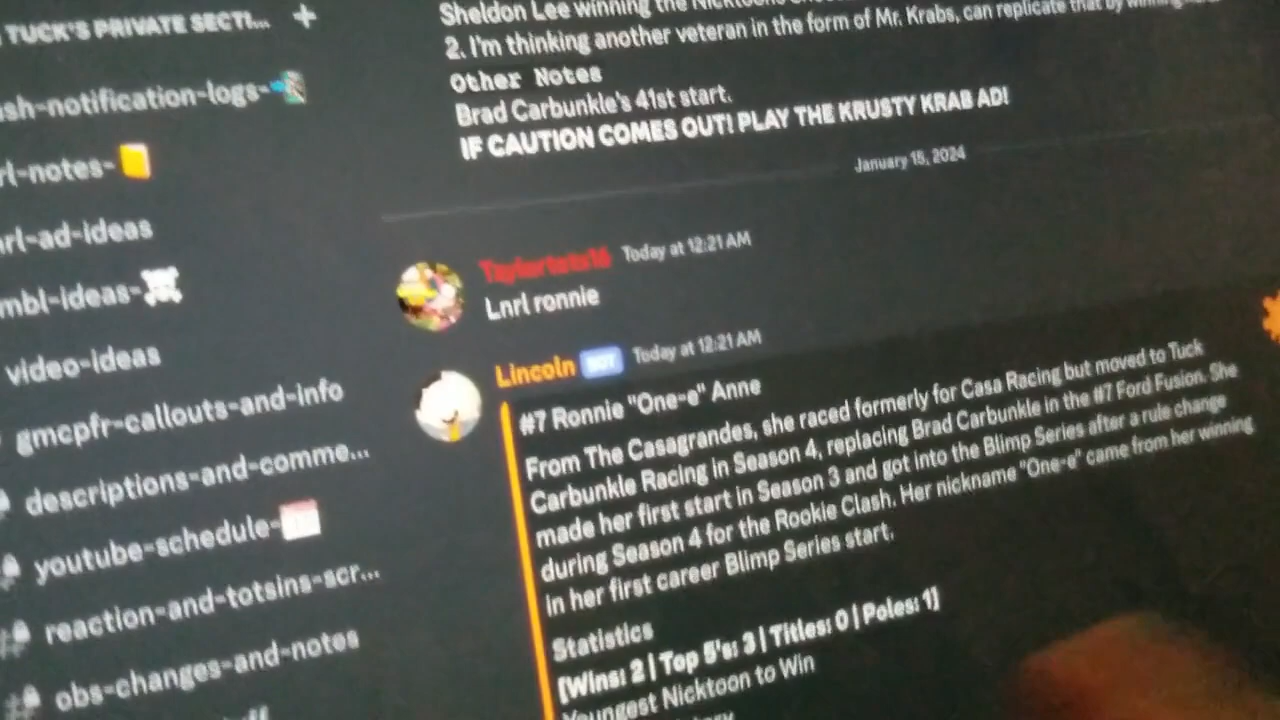 TUCK'S PRIVATE SECTI... +
sh-notification-logs-
rl-notes-
nrl-ad-ideas
mbl-ideas-
video-ideas
gmcpfr-callouts-and-info
descriptions-and-comme...
youtube-schedule-
reaction-and-totsins-scr...
obs-changes-and-notes
Sheldon Lee winning the
2. I'm thinking another veteran in the form of Mr. Krabs, can replicate that by
Other Notes
Brad Carbunkle's 41st start.
IF CAUTION COMES OUT! PLAY THE KRUSTY KRAB AD!
January 15, 2024
Taylortots16 Today at 12:21 AM
Lnrl ronnie
Lincoln BOT Today at 12:21 AM
#7 Ronnie "One-e" Anne
From The Casagrandes, she raced formerly for Casa Racing but moved to Tuck
Carbunkle Racing in Season 4, replacing Brad Carbunkle in the #7 Ford Fusion. She
made her first start in Season 3 and got into the Blimp Series after a rule change
during Season 4 for the Rookie Clash. Her nickname "One-e" came from her winning
in her first career Blimp Series start.
Statistics
[Wins: 2 | Top 5's: 3 | Titles: 0 | Poles: 1]
Youngest Nicktoon to Win